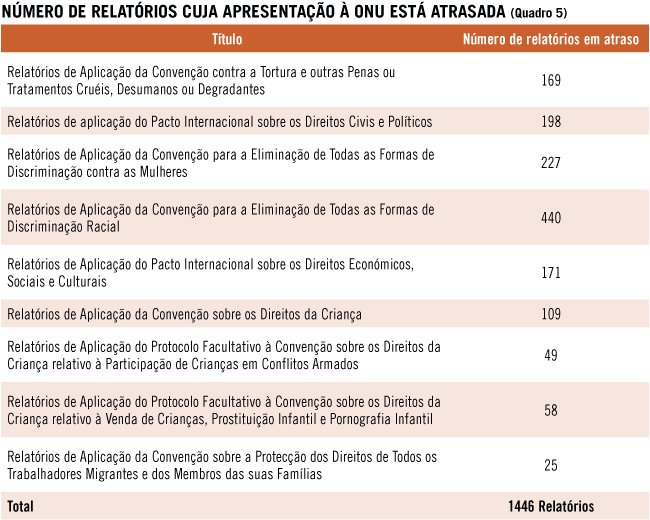 NÚMERO DE RELATÓRIOS CUJA APRESENTAÇÃO À ONU ESTÁ ATRASADA (Quadro 5)
Título Número de relatórios em atraso
Relatórios de Aplicação da Convenção contra a Tortura e outras Penas ou
Tratamentos Cruéis, Desumanos ou Degradantes
169
Relatórios de aplicação do Pacto Internacional sobre os Direitos Civis e Políticos 198
Relatórios de Aplicação da Convenção para a Eliminação de Todas as Formas de
Discriminação contra as Mulheres
227
Relatórios de Aplicação da Convenção para a Eliminação de Todas as Formas de
Discriminação Racial
440
Relatórios de Aplicação do Pacto Internacional sobre os Direitos Económicos,
Sociais e Culturais
171
Relatórios de Aplicação da Convenção sobre os Direitos da Criança 109
Relatórios de Aplicação do Protocolo Facultativo à Convenção sobre os Direitos da
Criança relativo à Participação de Crianças em Conflitos Armados
49
Relatórios de Aplicação do Protocolo Facultativo à Convenção sobre os Direitos da
Criança relativo à Venda de Crianças, Prostituição Infantil e Pornografia Infantil
58
Relatórios de Aplicação da Convenção sobre a Protecção dos Direitos de Todos os
Trabalhadores Migrantes e dos Membros das suas Famílias
25
Total 1446 Relatórios